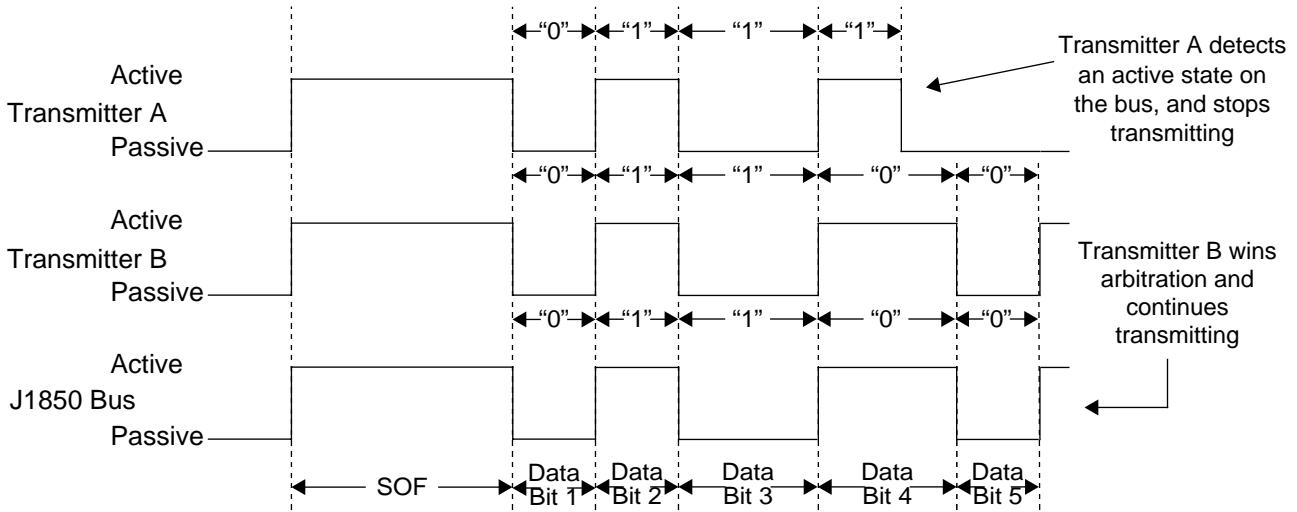 “0” “1” “1” “1”
Transmitter A detects
an active state on
the bus, and stops
transmitting
Active
Transmitter A
Passive
“0” “1” “1” “0” “0”
Active
Transmitter B
Passive
Transmitter B wins
arbitration and
continues
transmitting
“0” “1” “1” “0” “0”
Active
J1850 Bus
Passive
SOF
Data
Bit 1
Data
Bit 2
Data
Bit 3
Data
Bit 4
Data
Bit 5